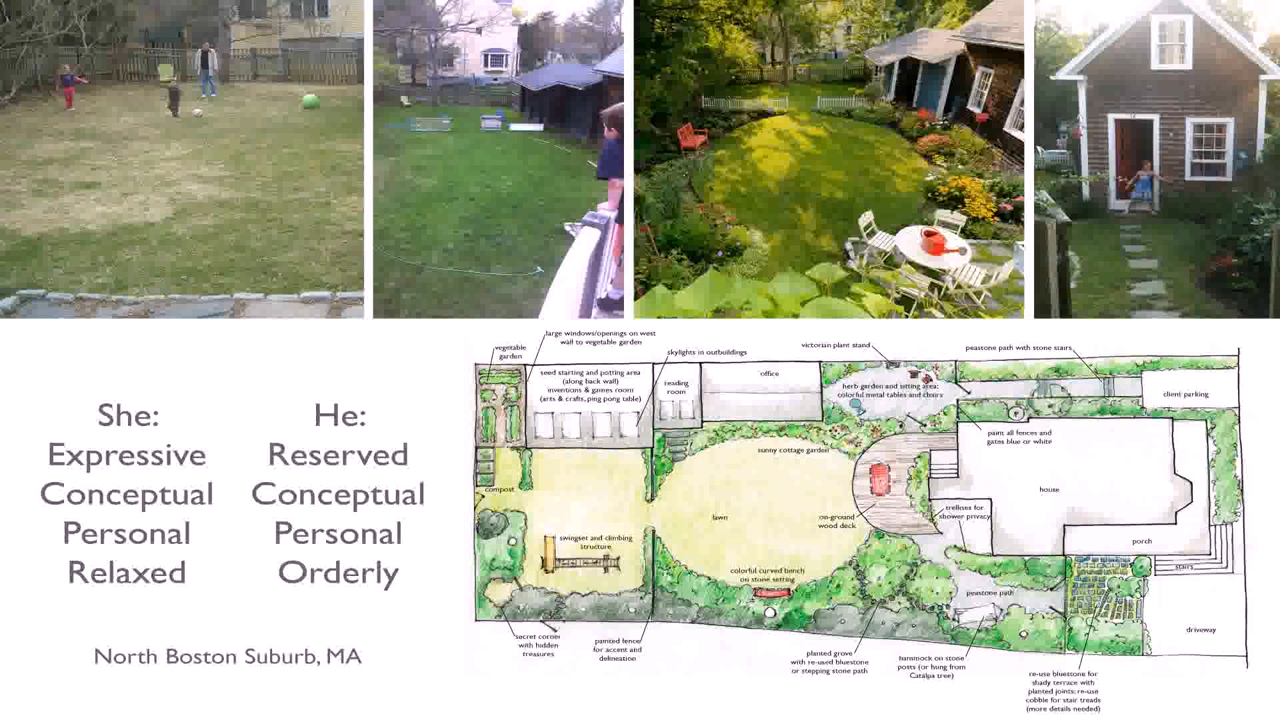 She:
Expressive
Conceptual
Personal
Relaxed
He:
Reserved
Conceptual
Personal
Orderly
North Boston Suburb, MA
vegetable
garden
large windows/openings on west
wall to vegetable garden
skylights in outbuildings
victorian plant stand
peastone path with stone stairs
seed starting and potting area
(along back wall)
inventions & games room
(arts & crafts, ping pong table)
reading
room
office
herb garden and sitting area:
colorful metal tables and chairs
client parking
paint all fences and
gates blue or white
sunny cottage garden
compost
lawn
on-ground
wood deck
house
trellises for
shower privacy
swingset and climbing
structure
porch
colorful curved bench
on stone setting
stairs
peastone path
driveway
secret corner
with hidden
treasures
painted fence
for accent and
delineation
planted grove
with re-used bluestone
or stepping stone path
hammock on stone
posts (or hung from
Catalpa tree)
re-use bluestone for
shady terrace with
planted joints; re-use
cobble for stair treads
(more details needed)